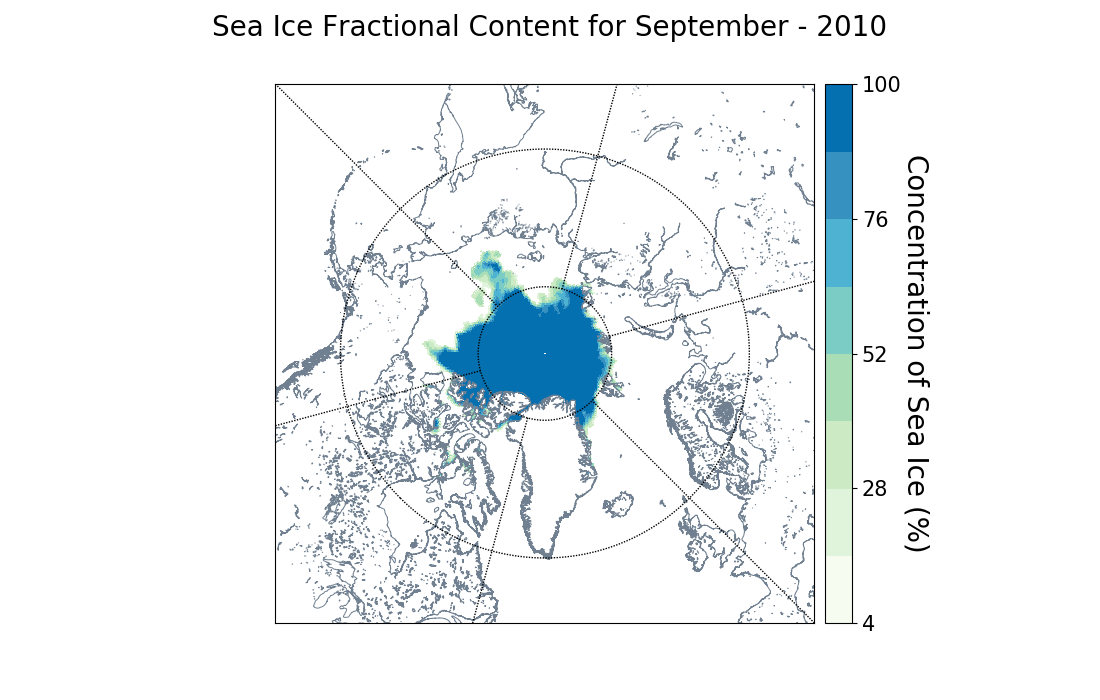 Sea Ice Fractional Content for September - 2010
100
76
52
28
4
Concentration of Sea Ice (%)